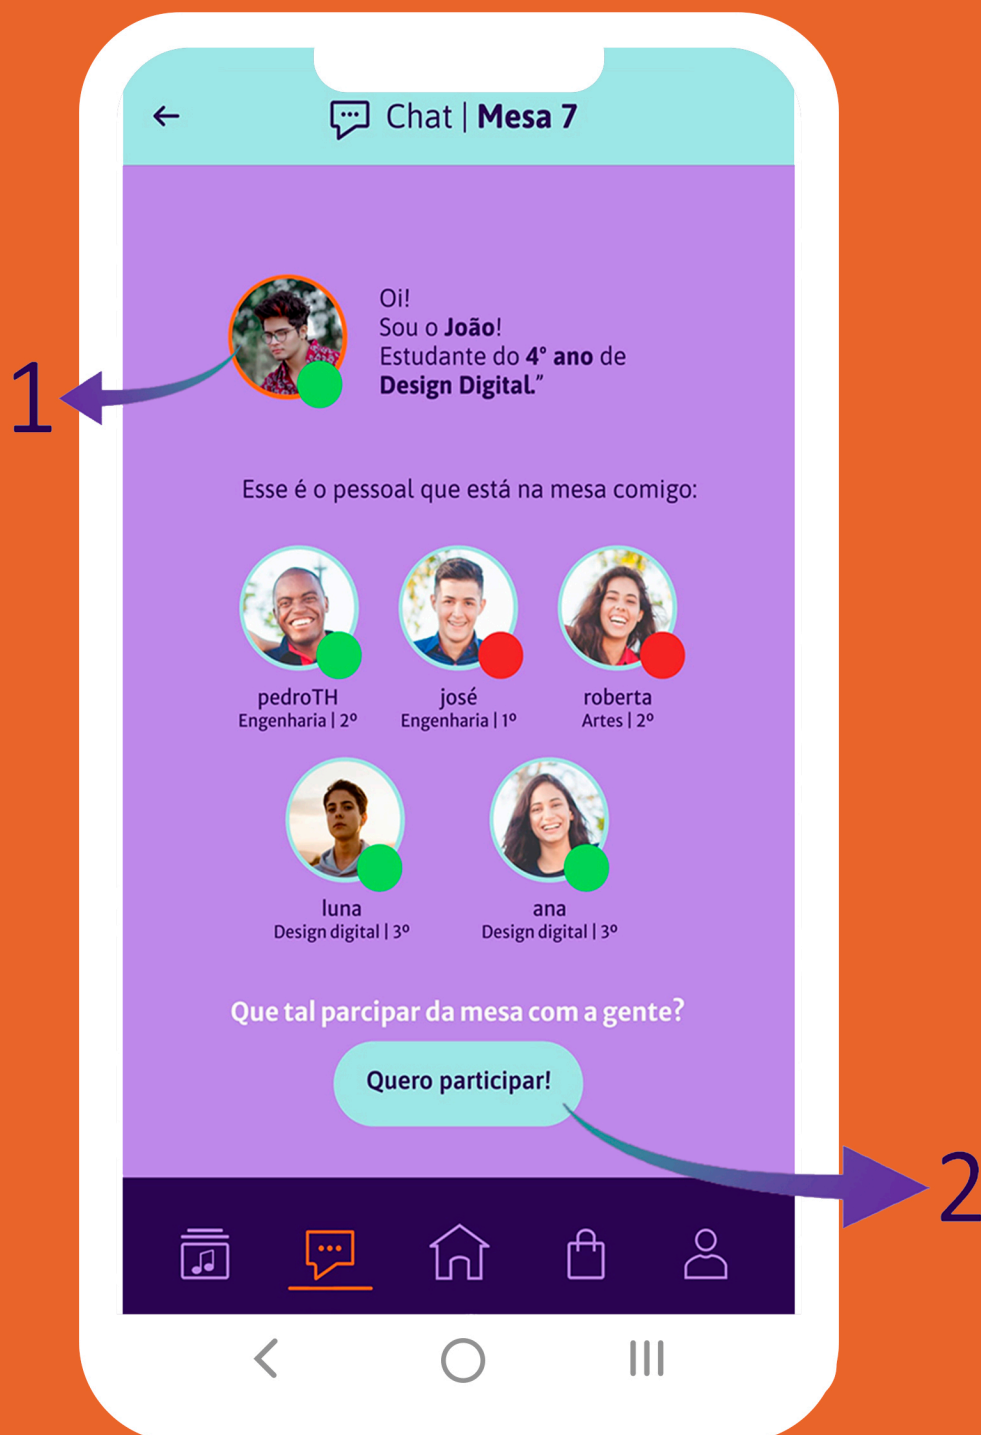 Chat | Mesa 7
Oi!
Sou o João!
Estudante do 4° ano de
Design Digital.”
1
Esse é o pessoal que está na mesa comigo:
pedroTH
Engenharia | 2º
josé
Engenharia | 1º
roberta
Artes | 2º
luna
Design digital | 3º
ana
Design digital | 3º
Que tal parcipar da mesa com a gente?
Quero participar!
2